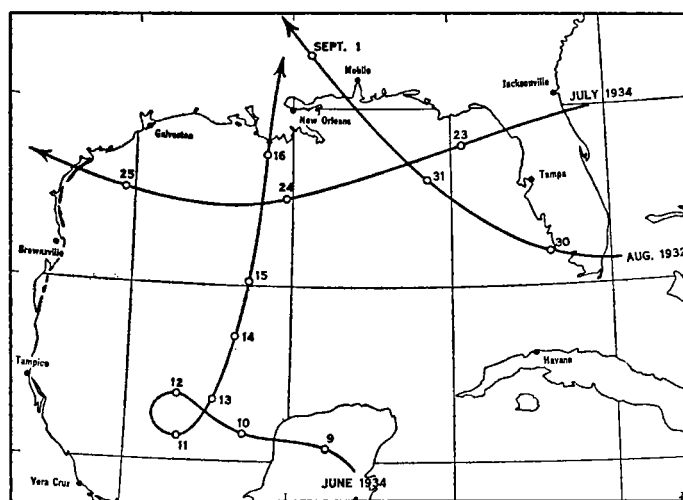 SEPT. 1
Mobile
Jacksonville
JULY 1934
New Orleans
Galveston
23
16
25
24
31
Tampa
30
Brownsville
AUG. 1932
15
14
Tampico
Havana
12
13
11
10
9
Vera Cruz
JUNE 1934